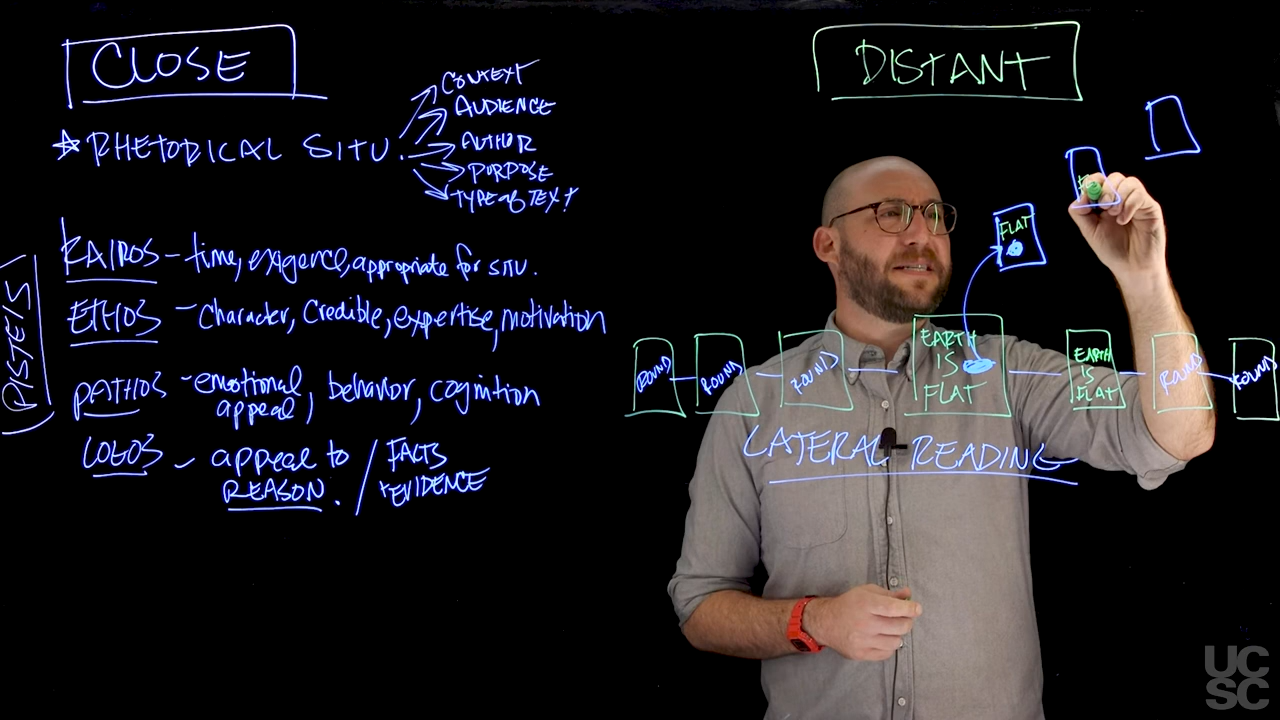 CLOSE
☆ RHETORICAL SITU.
CONTEXT
AUDIENCE
AUTHOR
PURPOSE
TYPE of TEXT
PISTEIS
KAIROS – time, exigence, appropriate for situ.
ETHOS – character, credible, expertise, motivation
PATHOS – emotional appeal, behavior, cognition
LOGOS – appeal to REASON. / FACTS + EVIDENCE
DISTANT
FLAT
ROUND
ROUND
ROUND
EARTH
IS
FLAT
EARTH
IS
FLAT
ROUND
ROUND
LATERAL READING
UC
SC